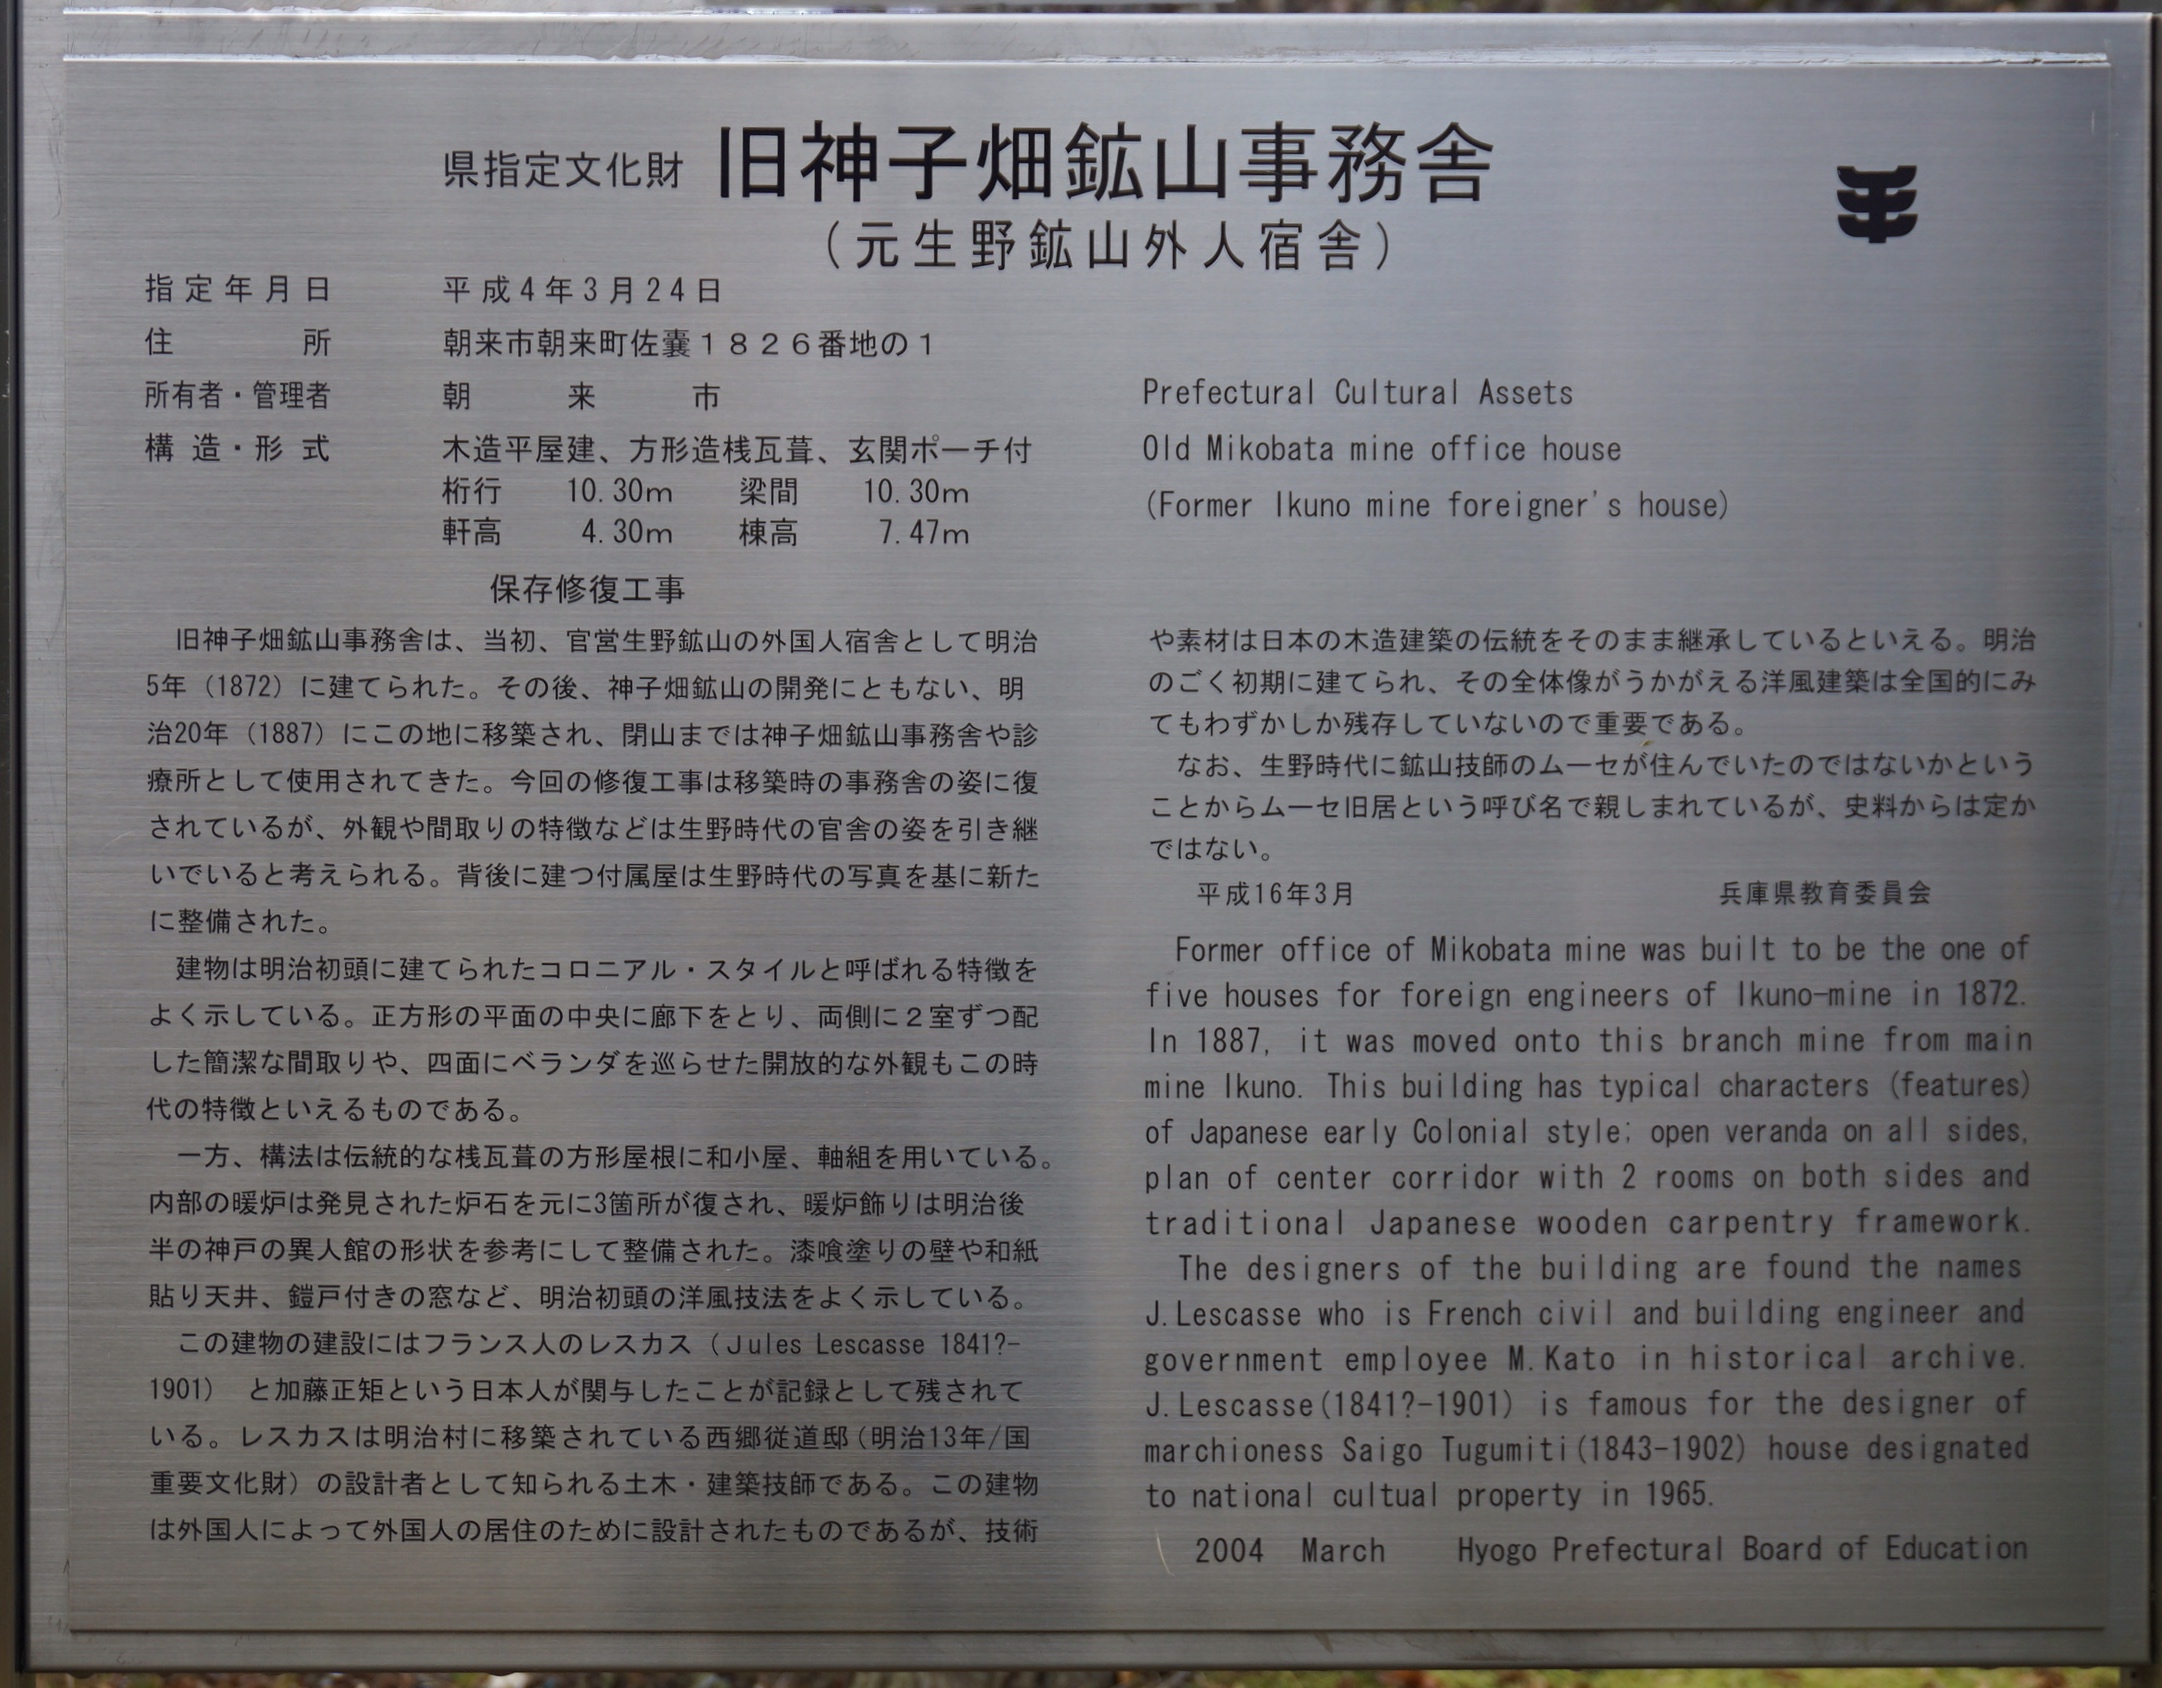 県指定文化財 旧神子畑鉱山事務舎
（元生野鉱山外人宿舎）
指定年月日 平成4年3月24日
住所 朝来市朝来町佐嚢１８２６番地の１
所有者・管理者 朝来市
構造・形式 木造平屋建、方形造桟瓦葺、玄関ポーチ付
桁行 10.30m 梁間 10.30m
軒高 4.30m 棟高 7.47m
Prefectural Cultural Assets
Old Mikobata mine office house
(Former Ikuno mine foreigner's house)
保存修復工事
旧神子畑鉱山事務舎は、当初、官営生野鉱山の外国人宿舎として明治
5年（1872）に建てられた。その後、神子畑鉱山の開発にともない、明
治20年（1887）にこの地に移築され、閉山までは神子畑鉱山事務舎や診
療所として使用されてきた。今回の修復工事は移築時の事務舎の姿に復
されているが、外観や間取りの特徴などは生野時代の官舎の姿を引き継
いでいると考えられる。背後に建つ付属屋は生野時代の写真を基に新た
に整備された。
建物は明治初頭に建てられたコロニアル・スタイルと呼ばれる特徴を
よく示している。正方形の平面の中央に廊下をとり、両側に２室ずつ配
した簡潔な間取りや、四面にベランダを巡らせた開放的な外観もこの時
代の特徴といえるものである。
一方、構法は伝統的な桟瓦葺の方形屋根に和小屋、軸組を用いている。
内部の暖炉は発見された炉石を元に3箇所が復され、暖炉飾りは明治後
半の神戸の異人館の形状を参考にして整備された。漆喰塗りの壁や和紙
貼り天井、鎧戸付きの窓など、明治初頭の洋風技法をよく示している。
この建物の建設にはフランス人のレスカス（Jules Lescasse 1841?-
1901） と加藤正矩という日本人が関与したことが記録として残されて
いる。レスカスは明治村に移築されている西郷従道邸(明治13年/国
重要文化財）の設計者として知られる土木・建築技師である。この建物
は外国人によって外国人の居住のために設計されたものであるが、技術
や素材は日本の木造建築の伝統をそのまま継承しているといえる。明治
のごく初期に建てられ、その全体像がうかがえる洋風建築は全国的にみ
てもわずかしか残存していないので重要である。
なお、生野時代に鉱山技師のムーセが住んでいたのではないかという
ことからムーセ旧居という呼び名で親しまれているが、史料からは定か
ではない。
平成16年3月 兵庫県教育委員会
Former office of Mikobata mine was built to be the one of
five houses for foreign engineers of Ikuno-mine in 1872.
In 1887, it was moved onto this branch mine from main
mine Ikuno. This building has typical characters (features)
of Japanese early Colonial style; open veranda on all sides,
plan of center corridor with 2 rooms on both sides and
traditional Japanese wooden carpentry framework.
The designers of the building are found the names
J.Lescasse who is French civil and building engineer and
government employee M.Kato in historical archive.
J.Lescasse(1841?-1901) is famous for the designer of
marchioness Saigo Tugumiti(1843-1902) house designated
to national cultual property in 1965.
2004 March Hyogo Prefectural Board of Education